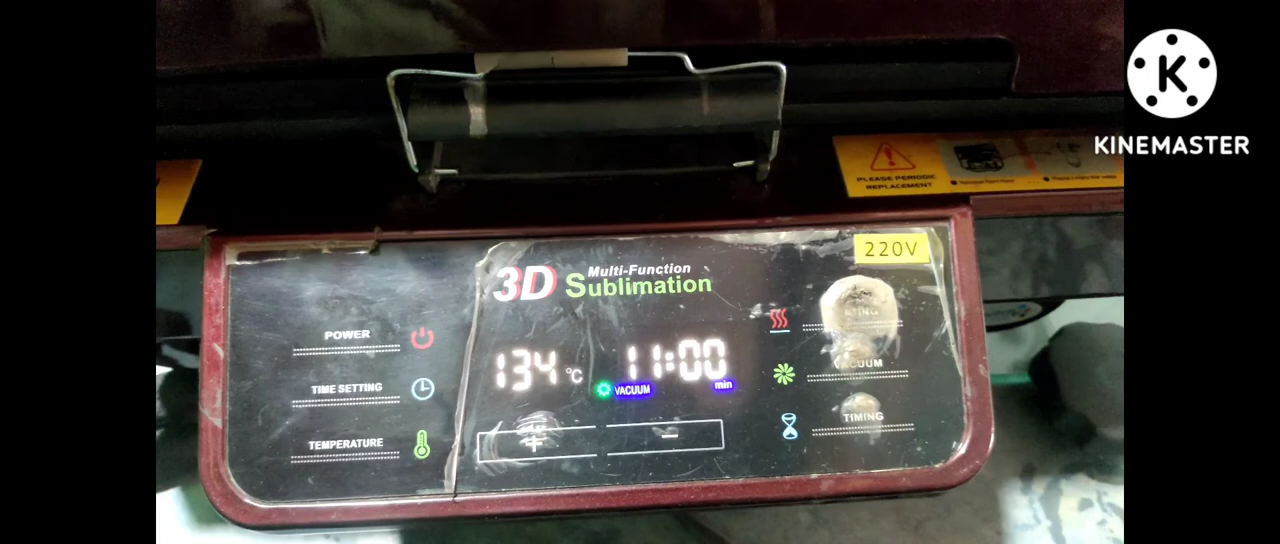 K
KINEMASTER
PLEASE PERIODIC
REPLACEMENT
220V
3D Multi-Function
Sublimation
POWER
TIME SETTING
TEMPERATURE
134 °C
11:00
VACUUM
min
+
−
VACUUM
TIMING